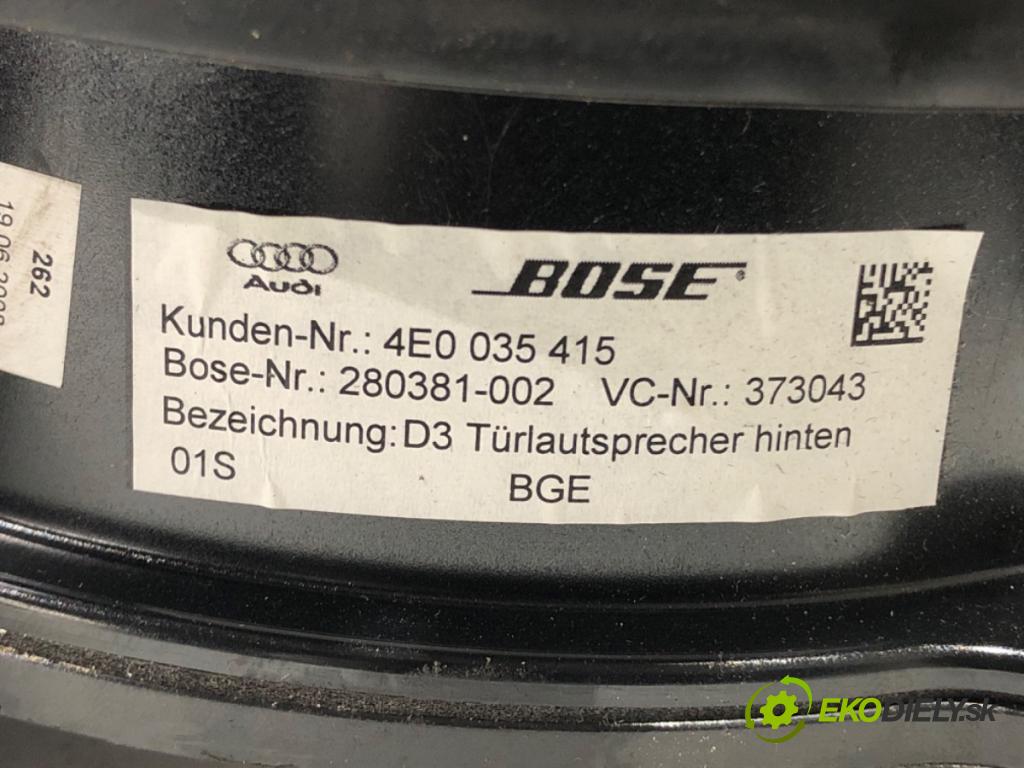 262
Audi
BOSE®
Kunden-Nr.: 4E0 035 415
Bose-Nr.: 280381-002 VC-Nr.: 373043
Bezeichnung: D3 Türlautsprecher hinten
01S BGE
EKODIELY.sk